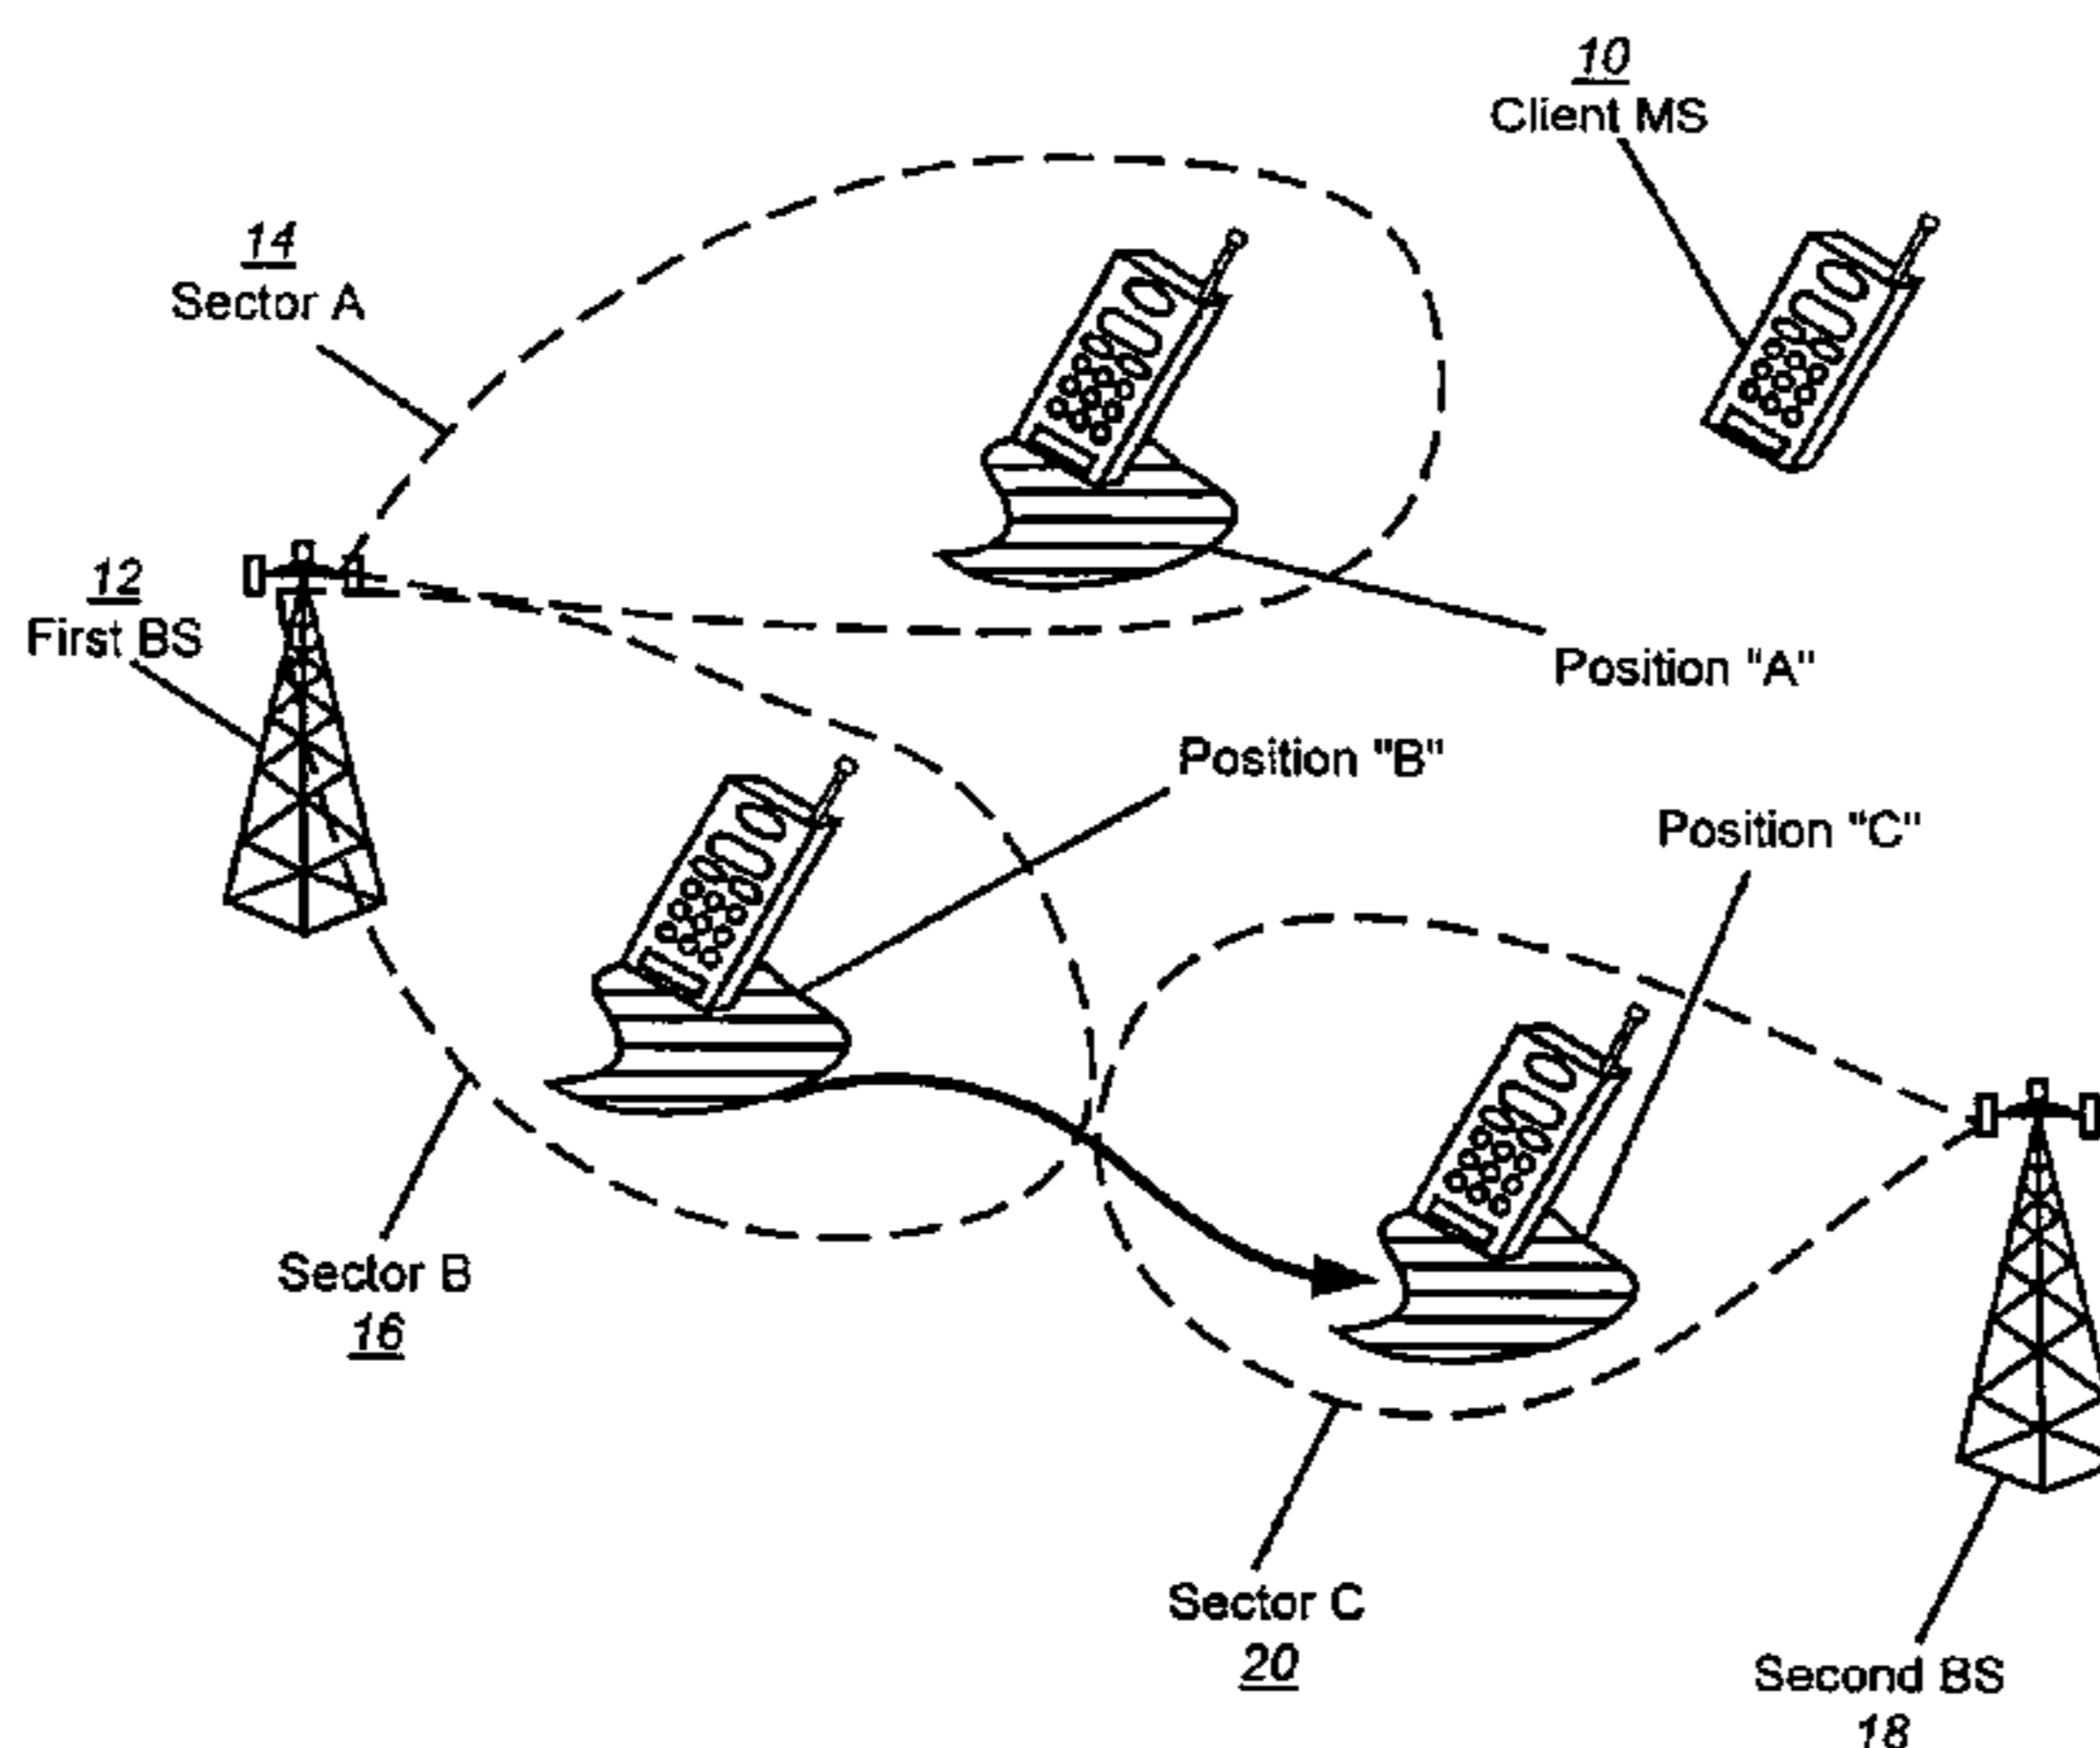 10
Client MS
14
Sector A
12
First BS
Position "A"
Position "B"
Position "C"
Sector B
16
Sector C
20
Second BS
18